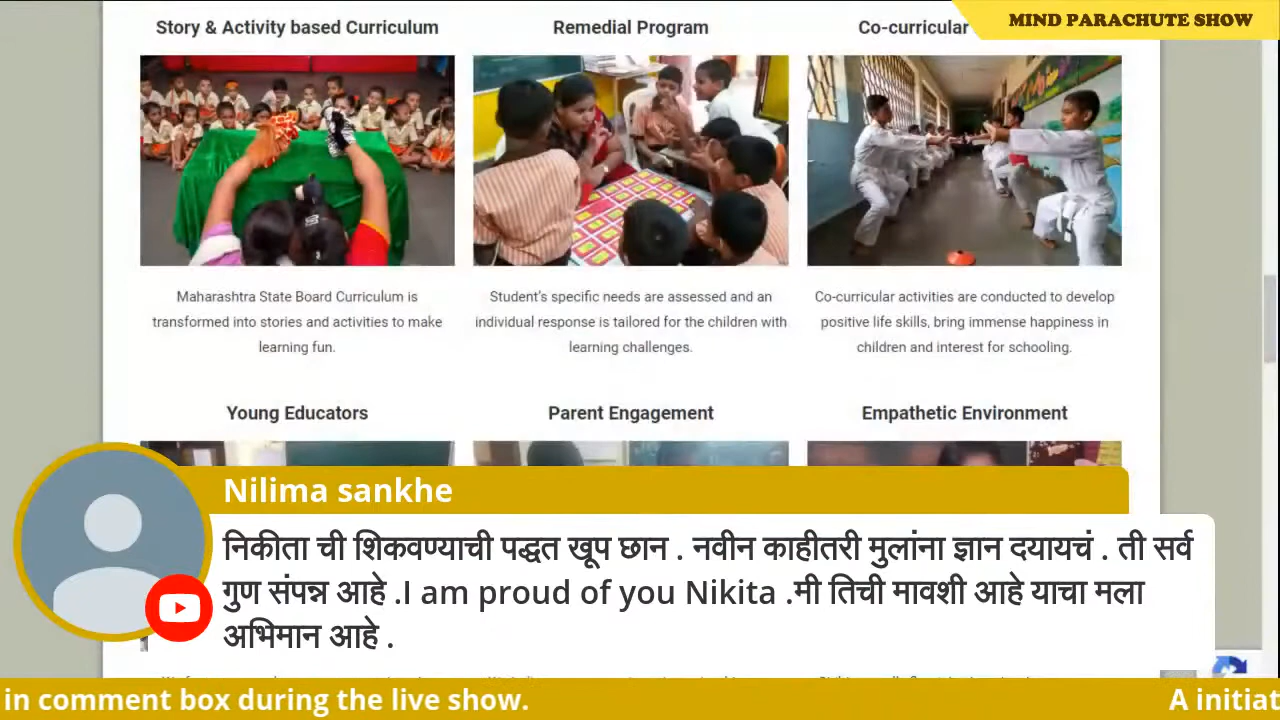 MIND PARACHUTE SHOW
Story & Activity based Curriculum
Remedial Program
Co-curricular
Maharashtra State Board Curriculum is
transformed into stories and activities to make
learning fun.
Student's specific needs are assessed and an
individual response is tailored for the children with
learning challenges.
Co-curricular activities are conducted to develop
positive life skills, bring immense happiness in
children and interest for schooling.
Young Educators
Parent Engagement
Empathetic Environment
Nilima sankhe
निकीता ची शिकवण्याची पद्धत खूप छान . नवीन काहीतरी मुलांना ज्ञान दयायचं . ती सर्व
गुण संपन्न आहे .I am proud of you Nikita .मी तिची मावशी आहे याचा मला
अभिमान आहे .
in comment box during the live show.
A initiat